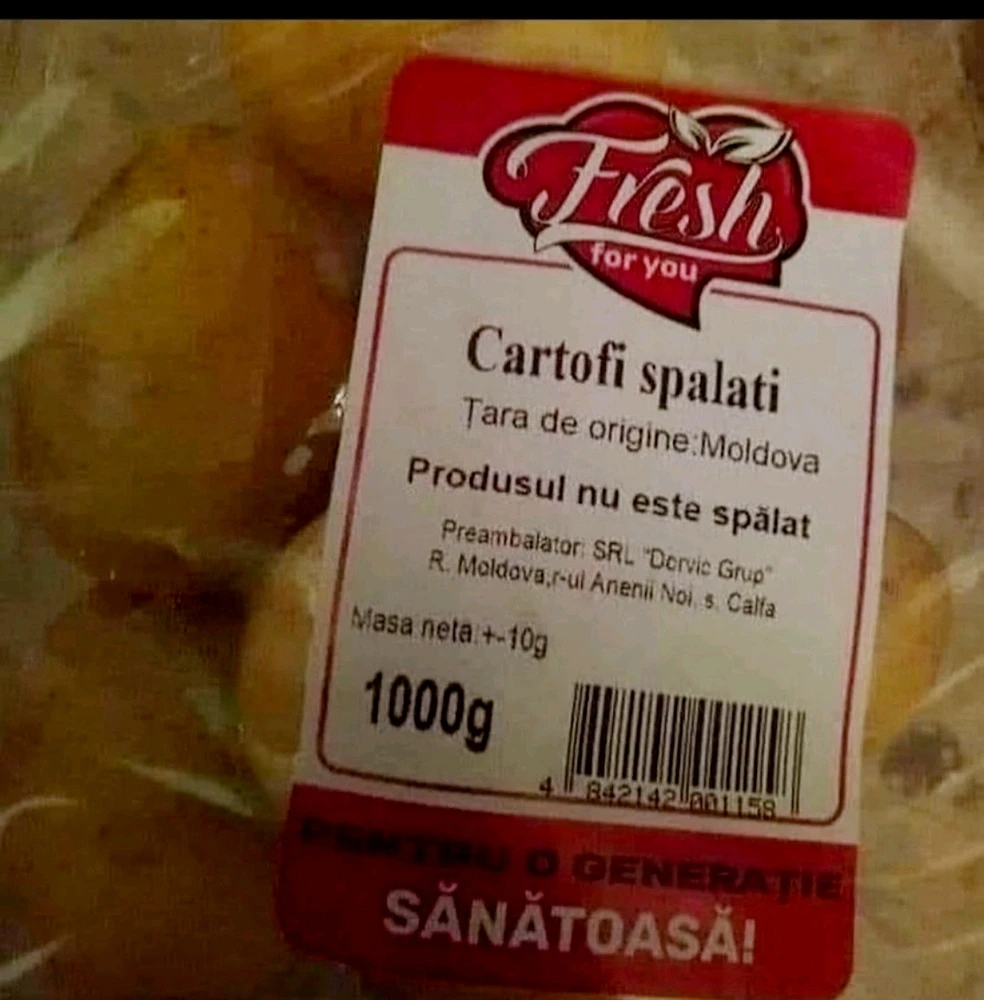 Fresh
for you
Cartofi spalati
Țara de origine:Moldova
Produsul nu este spălat
Preambalator: SRL "Dorvic Grup"
R. Moldova,r-ul Anenii Noi, s. Calfa
Masa neta:+-10g
1000g
4 842142 001158
PENTRU O GENERAȚIE
SĂNĂTOASĂ!